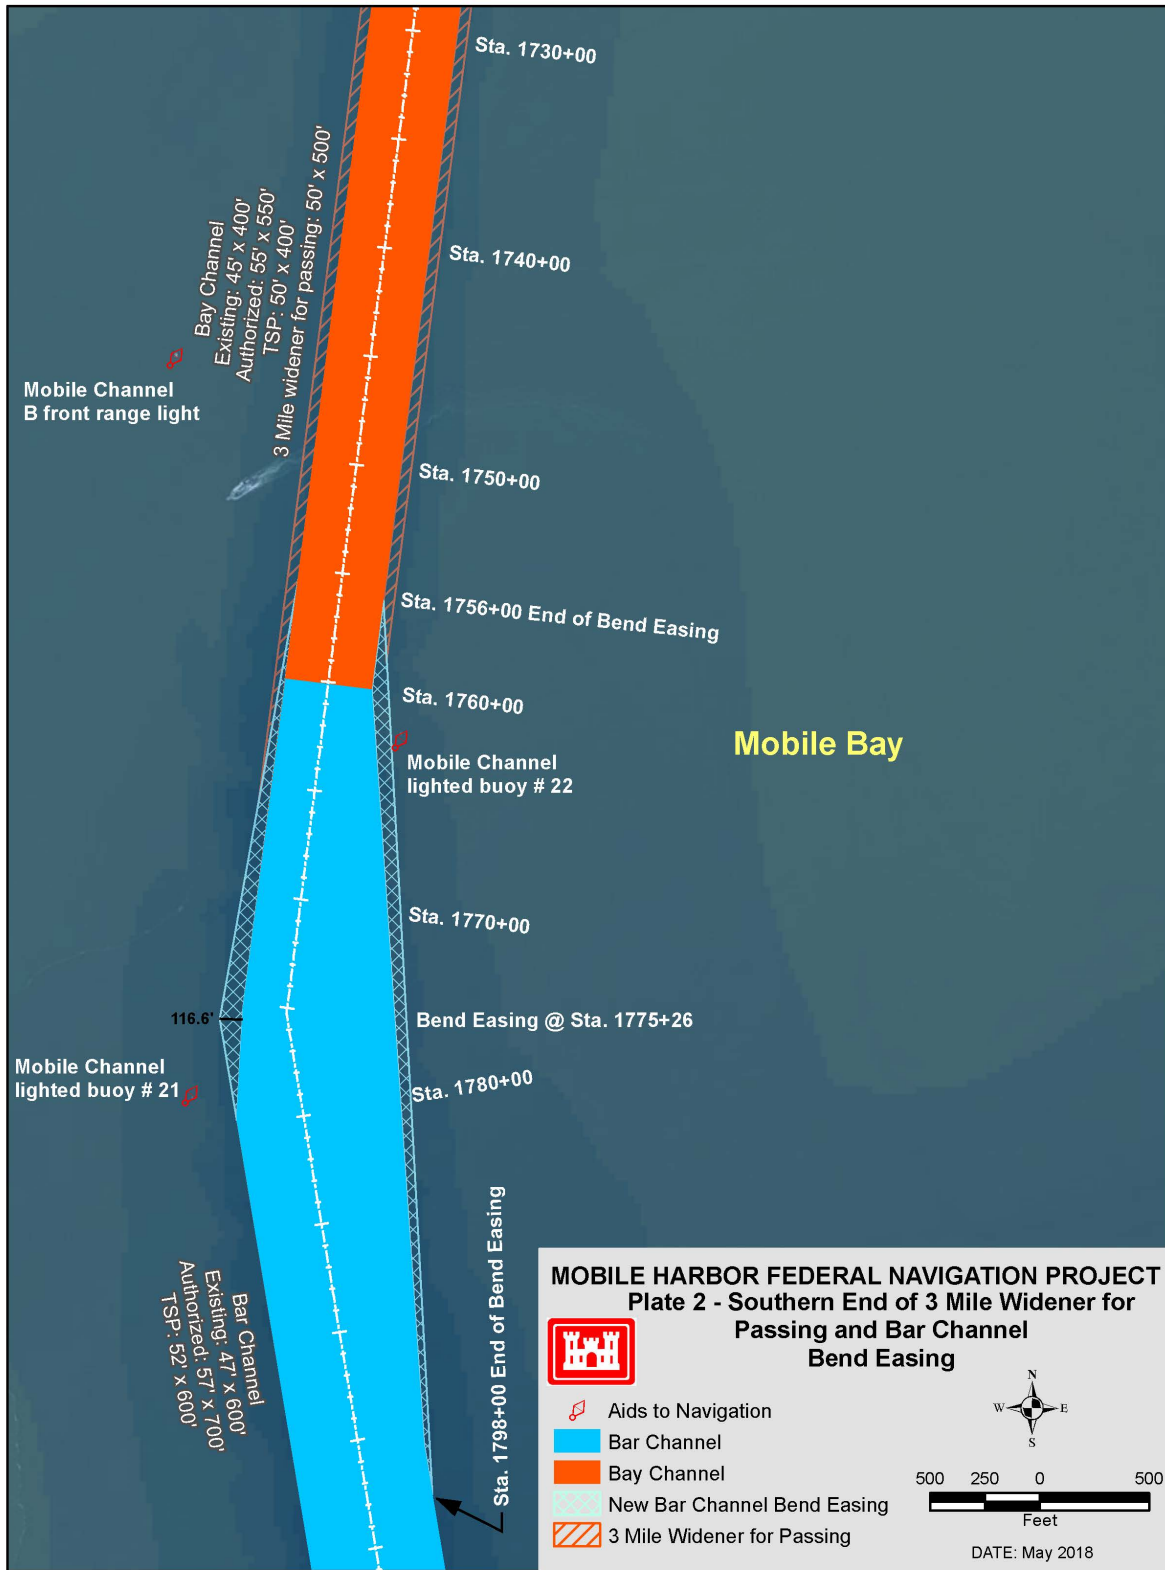 Sta. 1730+00
Bay Channel
Existing: 45' x 400'
Authorized: 55' x 550'
TSP: 50' x 400'
3 Mile widener for passing: 50' x 500'
Sta. 1740+00
Mobile Channel
B front range light
Sta. 1750+00
Sta. 1756+00 End of Bend Easing
Sta. 1760+00
Mobile Bay
Mobile Channel
lighted buoy # 22
Sta. 1770+00
116.6'
Bend Easing @ Sta. 1775+26
Mobile Channel
lighted buoy # 21
Sta. 1780+00
Sta. 1798+00 End of Bend Easing
Bar Channel
Existing: 47' x 600'
Authorized: 57' x 700'
TSP: 52' x 600'
MOBILE HARBOR FEDERAL NAVIGATION PROJECT
Plate 2 - Southern End of 3 Mile Widener for
Passing and Bar Channel
Bend Easing
Aids to Navigation
Bar Channel
Bay Channel
New Bar Channel Bend Easing
3 Mile Widener for Passing
N
W E
S
500 250 0 500
Feet
DATE: May 2018